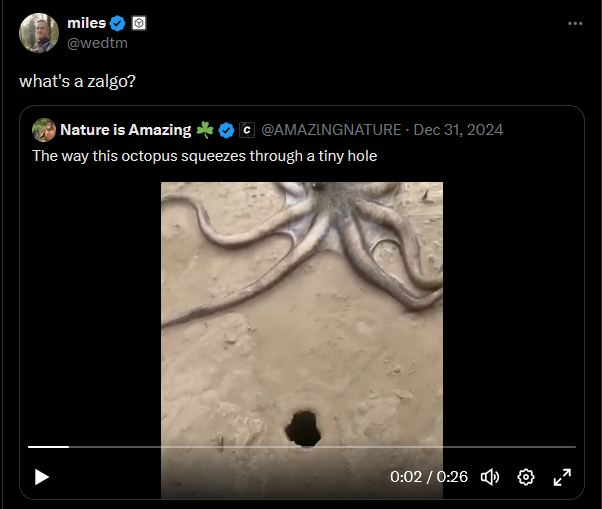 miles
@wedtm
what's a zalgo?
Nature is Amazing ☘ @AMAZlNGNATURE · Dec 31, 2024
The way this octopus squeezes through a tiny hole
0:02 / 0:26